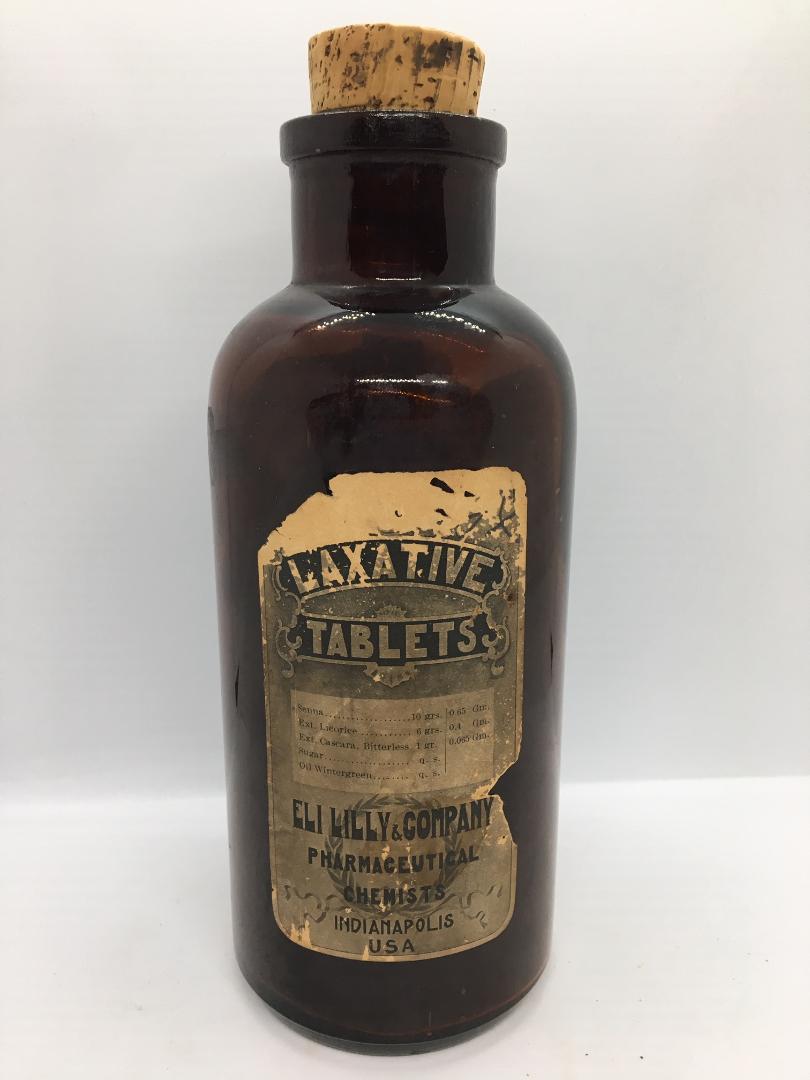 LAXATIVE
TABLETS
Senna....................10 grs. 0.65 Gm.
Ext. Licorice............ 6 grs. 0.4 Gm.
Ext. Cascara, Bitterless 1 gr. 0.065 Gm.
Sugar.................... q. s.
Oil Wintergreen........ q. s.
ELI LILLY & COMPANY
PHARMACEUTICAL
CHEMISTS
INDIANAPOLIS
USA